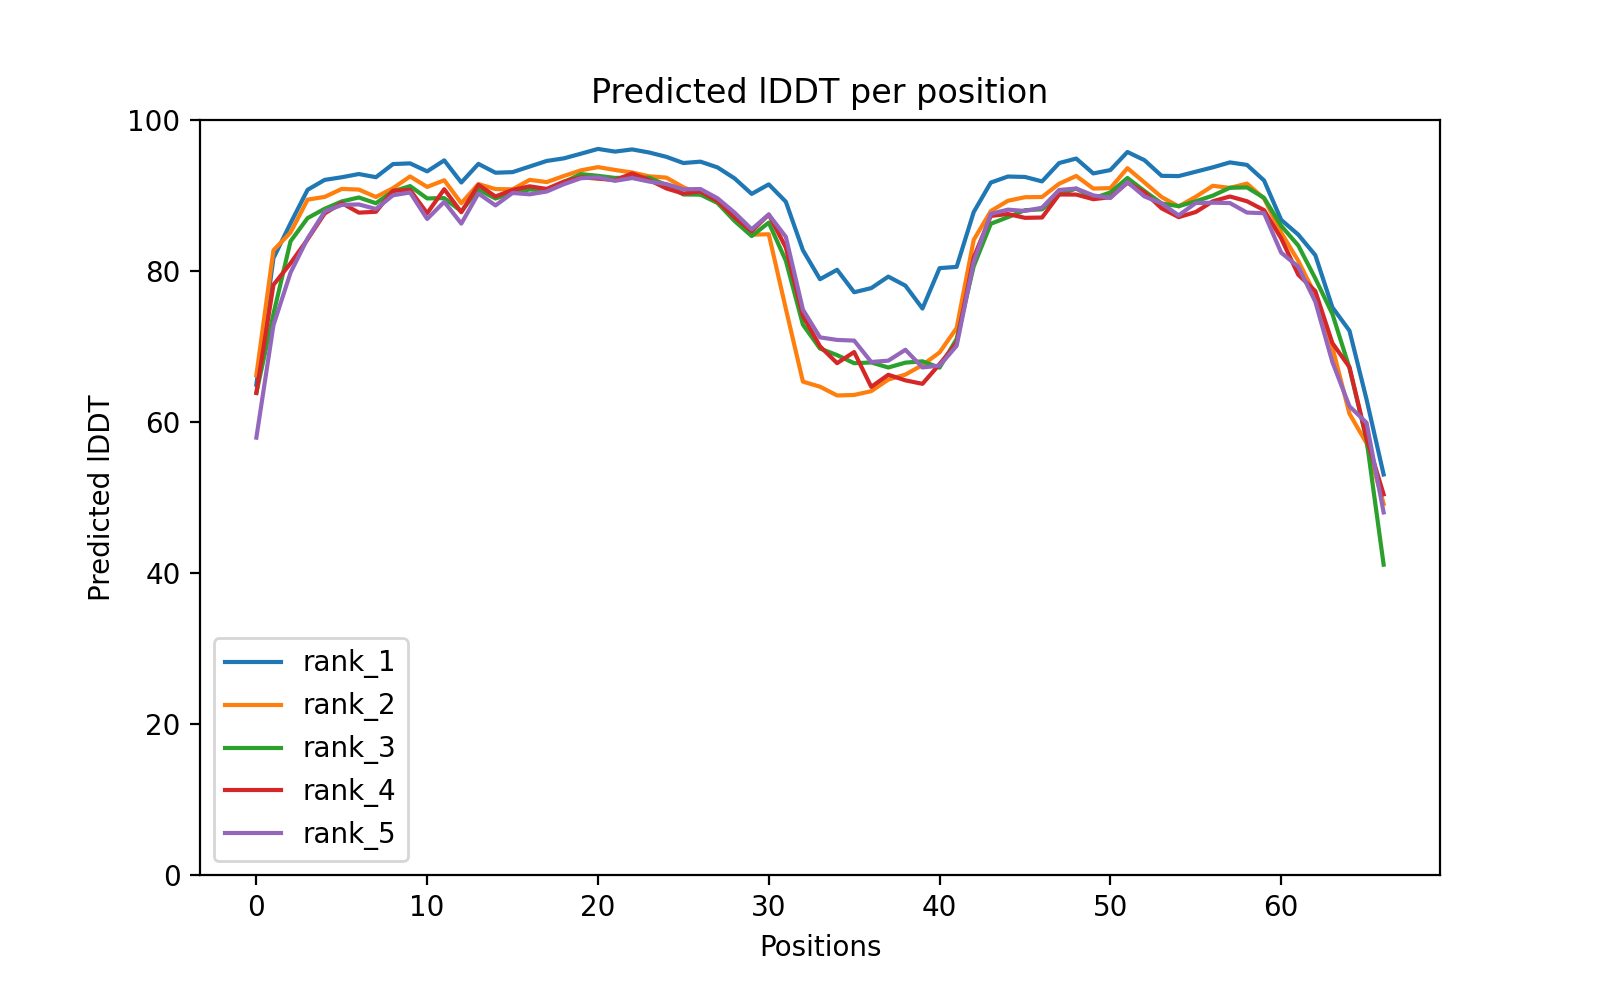 Predicted lDDT per position
100
80
60
40
20
0
Predicted lDDT
rank_1
rank_2
rank_3
rank_4
rank_5
0 10 20 30 40 50 60
Positions